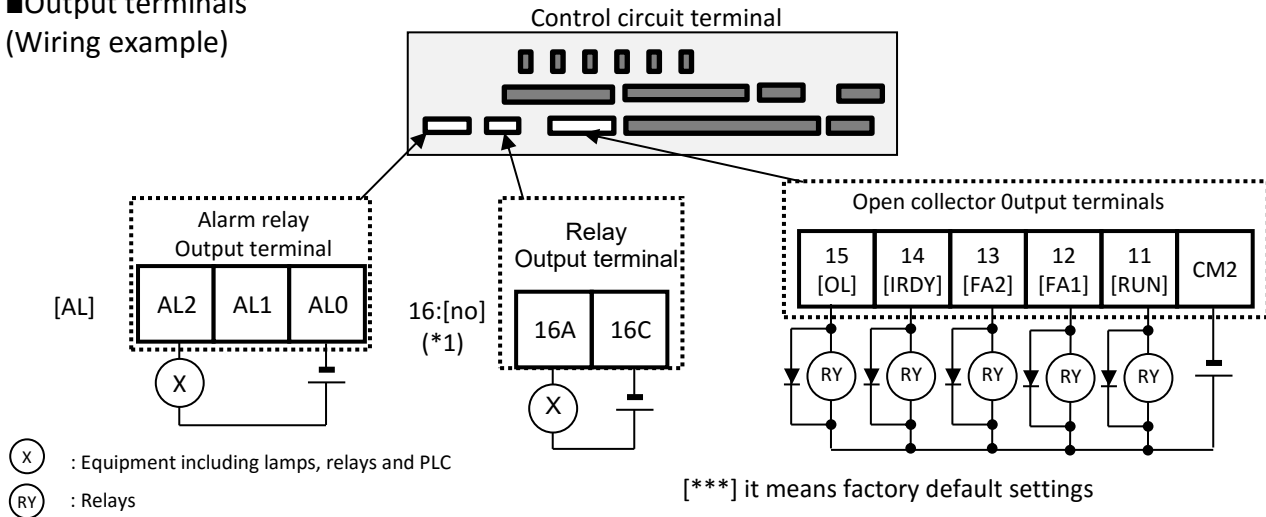 ■Output terminals
(Wiring example)
Control circuit terminal
Alarm relay
Output terminal
[AL]
AL2 AL1 AL0
X
Relay
Output terminal
16:[no]
(*1)
16A 16C
X
Open collector 0utput terminals
15 14 13 12 11 CM2
[OL] [IRDY] [FA2] [FA1] [RUN]
RY RY RY RY RY
X : Equipment including lamps, relays and PLC
RY : Relays
[***] it means factory default settings